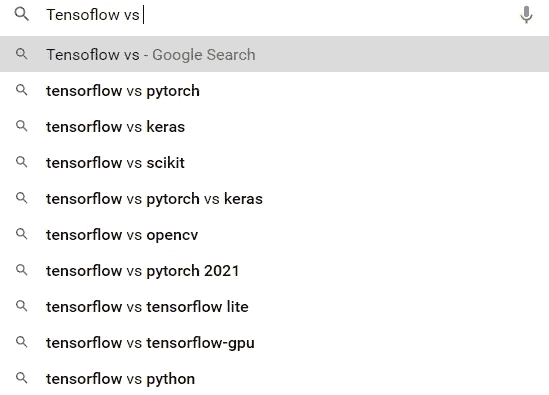 Tensoflow vs
Tensoflow vs - Google Search
tensorflow vs pytorch
tensorflow vs keras
tensorflow vs scikit
tensorflow vs pytorch vs keras
tensorflow vs opencv
tensorflow vs pytorch 2021
tensorflow vs tensorflow lite
tensorflow vs tensorflow-gpu
tensorflow vs python